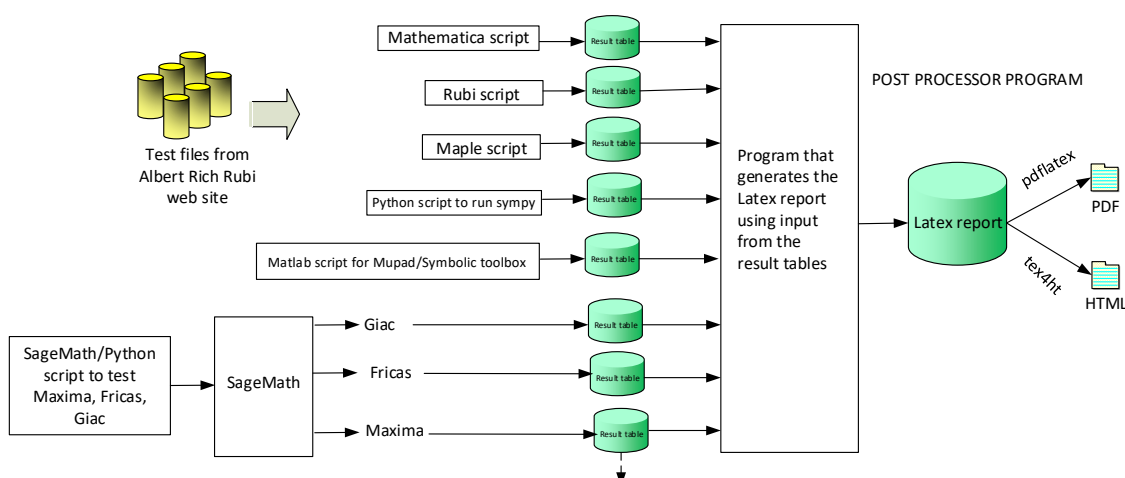 Mathematica script
Result table
Rubi script
Result table
Maple script
Result table
Python script to run sympy
Result table
Matlab script for Mupad/Symbolic toolbox
Result table
Test files from
Albert Rich Rubi
web site
SageMath/Python
script to test
Maxima, Fricas,
Giac
SageMath
Giac
Result table
Fricas
Result table
Maxima
Result table
Program that
generates the
Latex report
using input
from the
result tables
POST PROCESSOR PROGRAM
Latex report
pdflatex
PDF
tex4ht
HTML